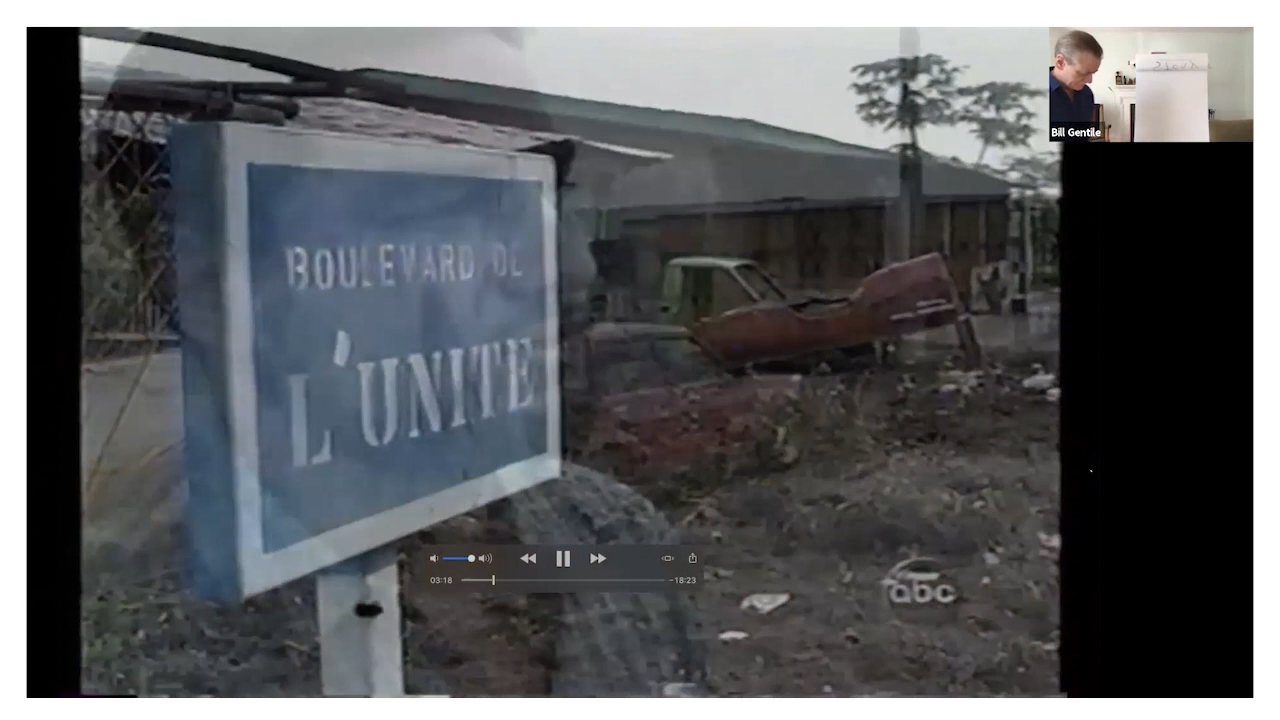 Bill Gentile
BOULEVARD DE
L'UNITE
03:18
-18:23
abc